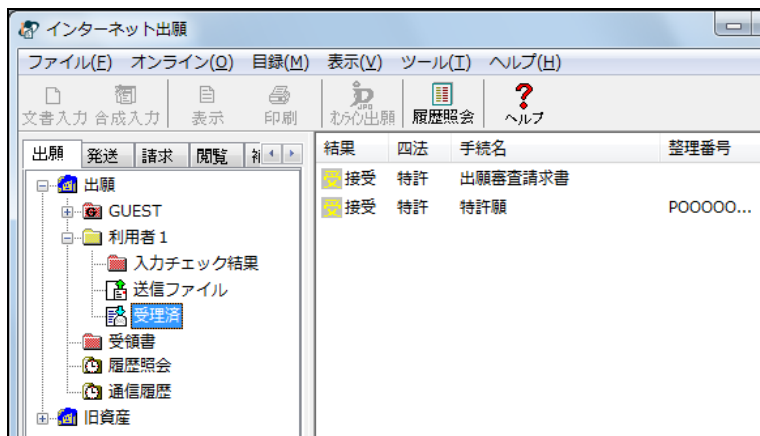 インターネット出願
ファイル(F) オンライン(O) 目録(M) 表示(V) ツール(T) ヘルプ(H)
文書入力 合成入力 表示 印刷 出願 履歴照会 ヘルプ
出願 発送 請求 閲覧
結果 四法 手続名 整理番号
接受 特許 出願審査請求書
接受 特許 特許願 POOOOO...
出願
GUEST
利用者1
入力チェック結果
送信ファイル
受理済
受領書
履歴照会
通信履歴
旧資産